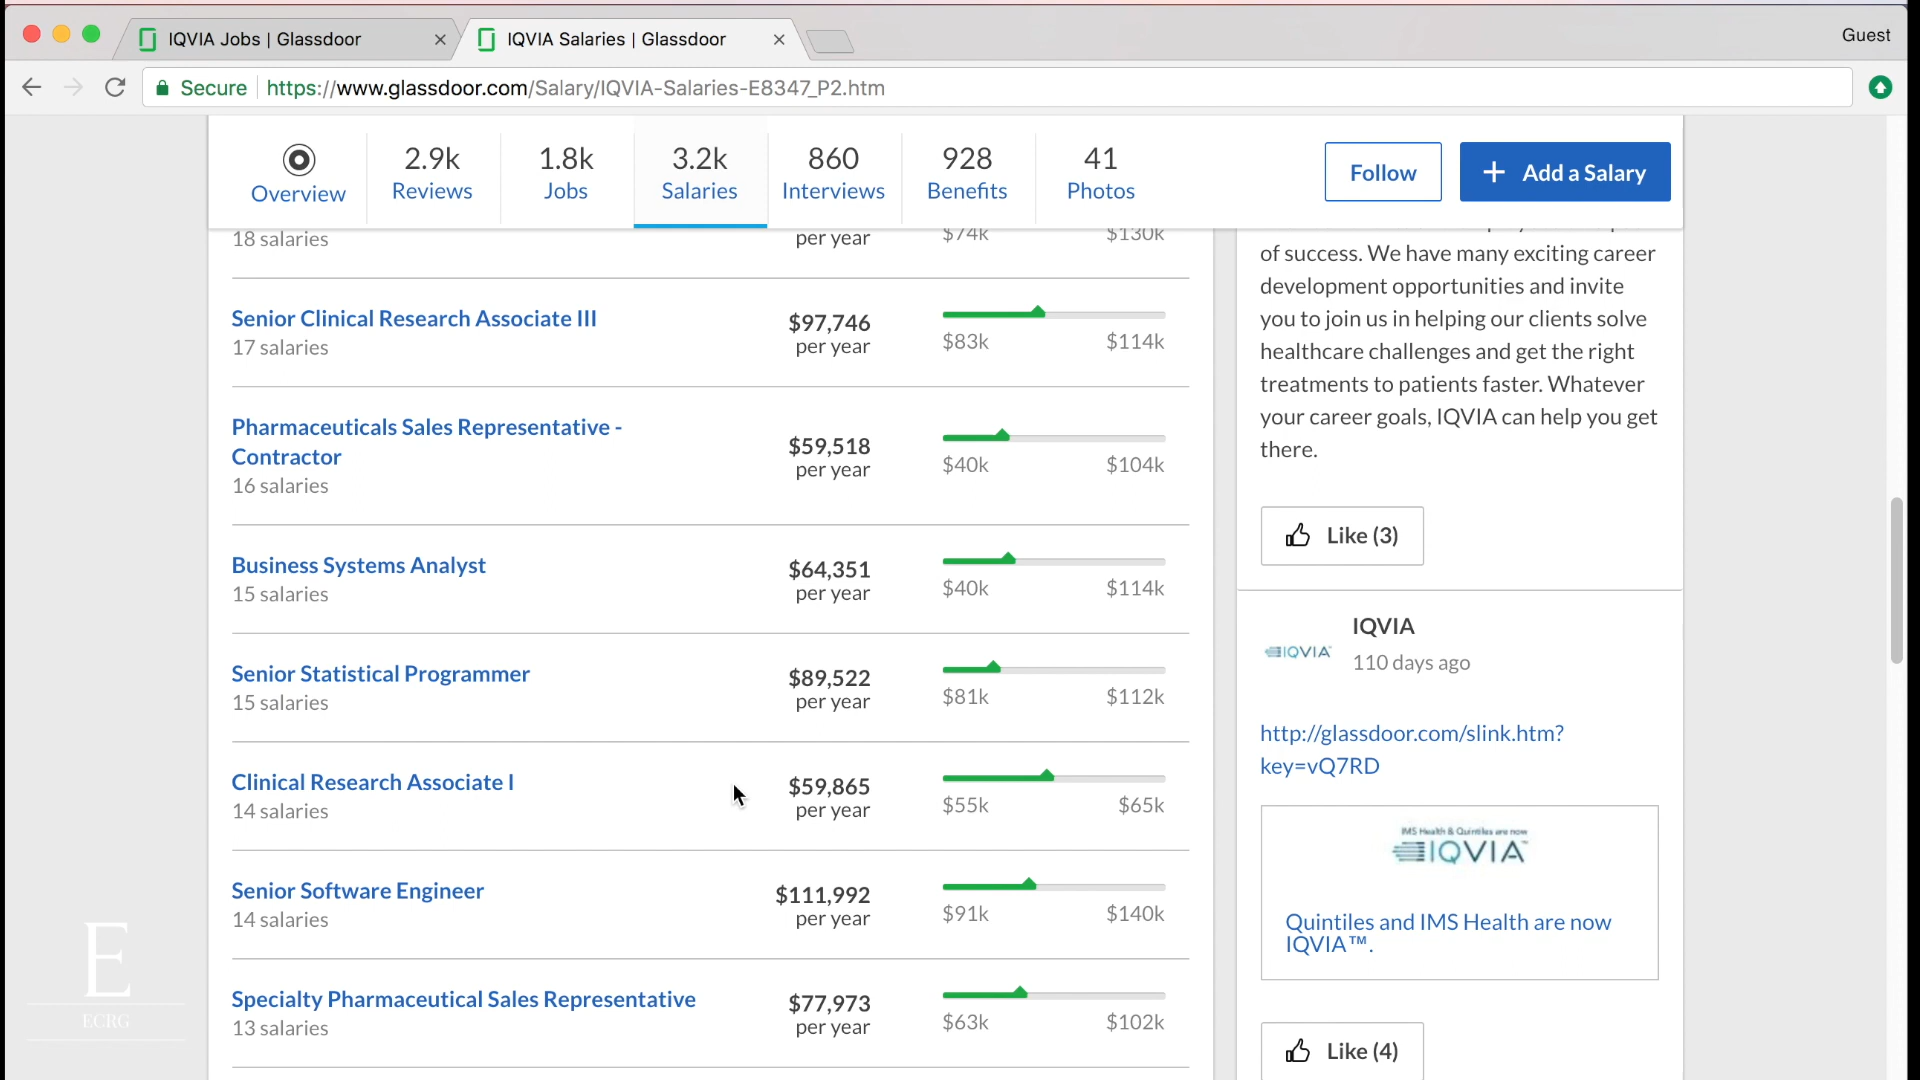 IQVIA Jobs | Glassdoor
IQVIA Salaries | Glassdoor
Guest
Secure https://www.glassdoor.com/Salary/IQVIA-Salaries-E8347_P2.htm
Overview
2.9k
Reviews
1.8k
Jobs
3.2k
Salaries
860
Interviews
928
Benefits
41
Photos
Follow
+ Add a Salary
18 salaries
per year
$74k $130k
Senior Clinical Research Associate III
17 salaries
$97,746
per year
$83k $114k
Pharmaceuticals Sales Representative -
Contractor
16 salaries
$59,518
per year
$40k $104k
Business Systems Analyst
15 salaries
$64,351
per year
$40k $114k
Senior Statistical Programmer
15 salaries
$89,522
per year
$81k $112k
Clinical Research Associate I
14 salaries
$59,865
per year
$55k $65k
Senior Software Engineer
14 salaries
$111,992
per year
$91k $140k
Specialty Pharmaceutical Sales Representative
13 salaries
$77,973
per year
$63k $102k
of success. We have many exciting career
development opportunities and invite
you to join us in helping our clients solve
healthcare challenges and get the right
treatments to patients faster. Whatever
your career goals, IQVIA can help you get
there.
Like (3)
IQVIA
IQVIA
110 days ago
http://glassdoor.com/slink.htm?
key=vQ7RD
IMS Health & Quintiles are now
IQVIA™
Quintiles and IMS Health are now
IQVIA™.
Like (4)
E
ECRG